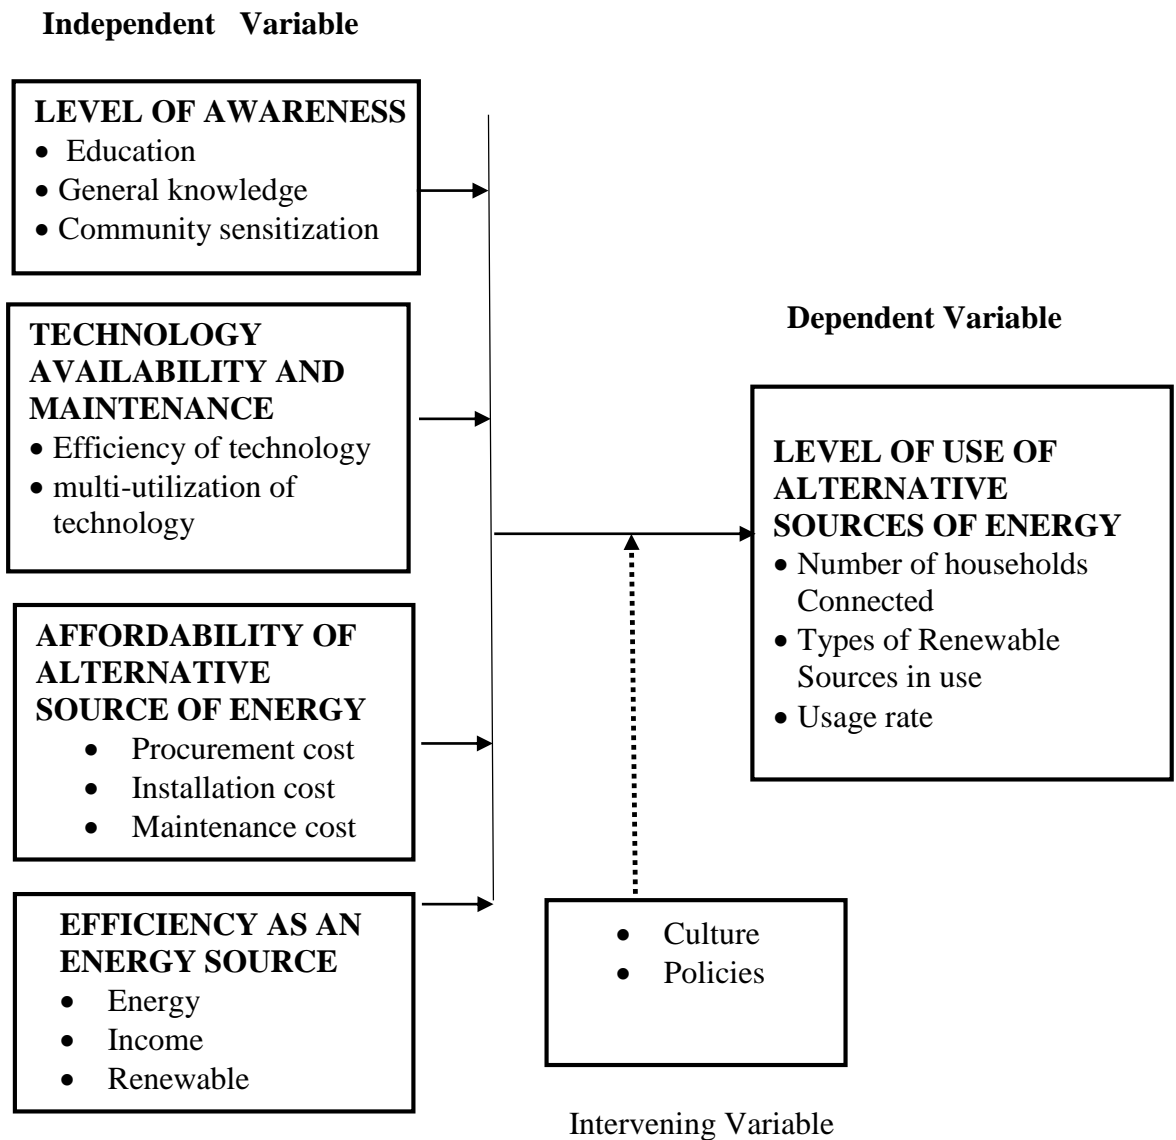 Independent Variable
LEVEL OF AWARENESS
• Education
• General knowledge
• Community sensitization
TECHNOLOGY
AVAILABILITY AND
MAINTENANCE
• Efficiency of technology
• multi-utilization of
technology
AFFORDABILITY OF
ALTERNATIVE
SOURCE OF ENERGY
• Procurement cost
• Installation cost
• Maintenance cost
EFFICIENCY AS AN
ENERGY SOURCE
• Energy
• Income
• Renewable
Dependent Variable
LEVEL OF USE OF
ALTERNATIVE
SOURCES OF ENERGY
• Number of households
Connected
• Types of Renewable
Sources in use
• Usage rate
• Culture
• Policies
Intervening Variable